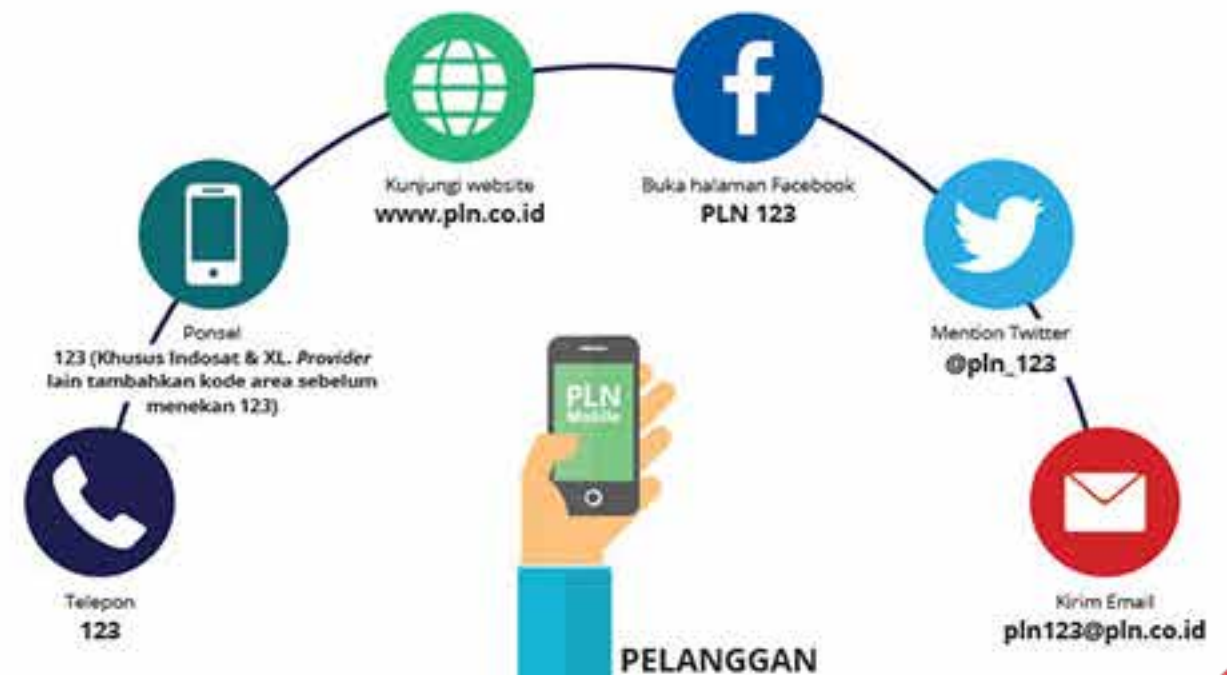 Kunjungi website
www.pln.co.id
Buka halaman Facebook
PLN 123
Ponsel
123 (Khusus Indosat & XL. Provider
lain tambahkan kode area sebelum
menekan 123)
Mention Twitter
@pln_123
PLN
Mobile
Telepon
123
Kirim Email
pln123@pln.co.id
PELANGGAN